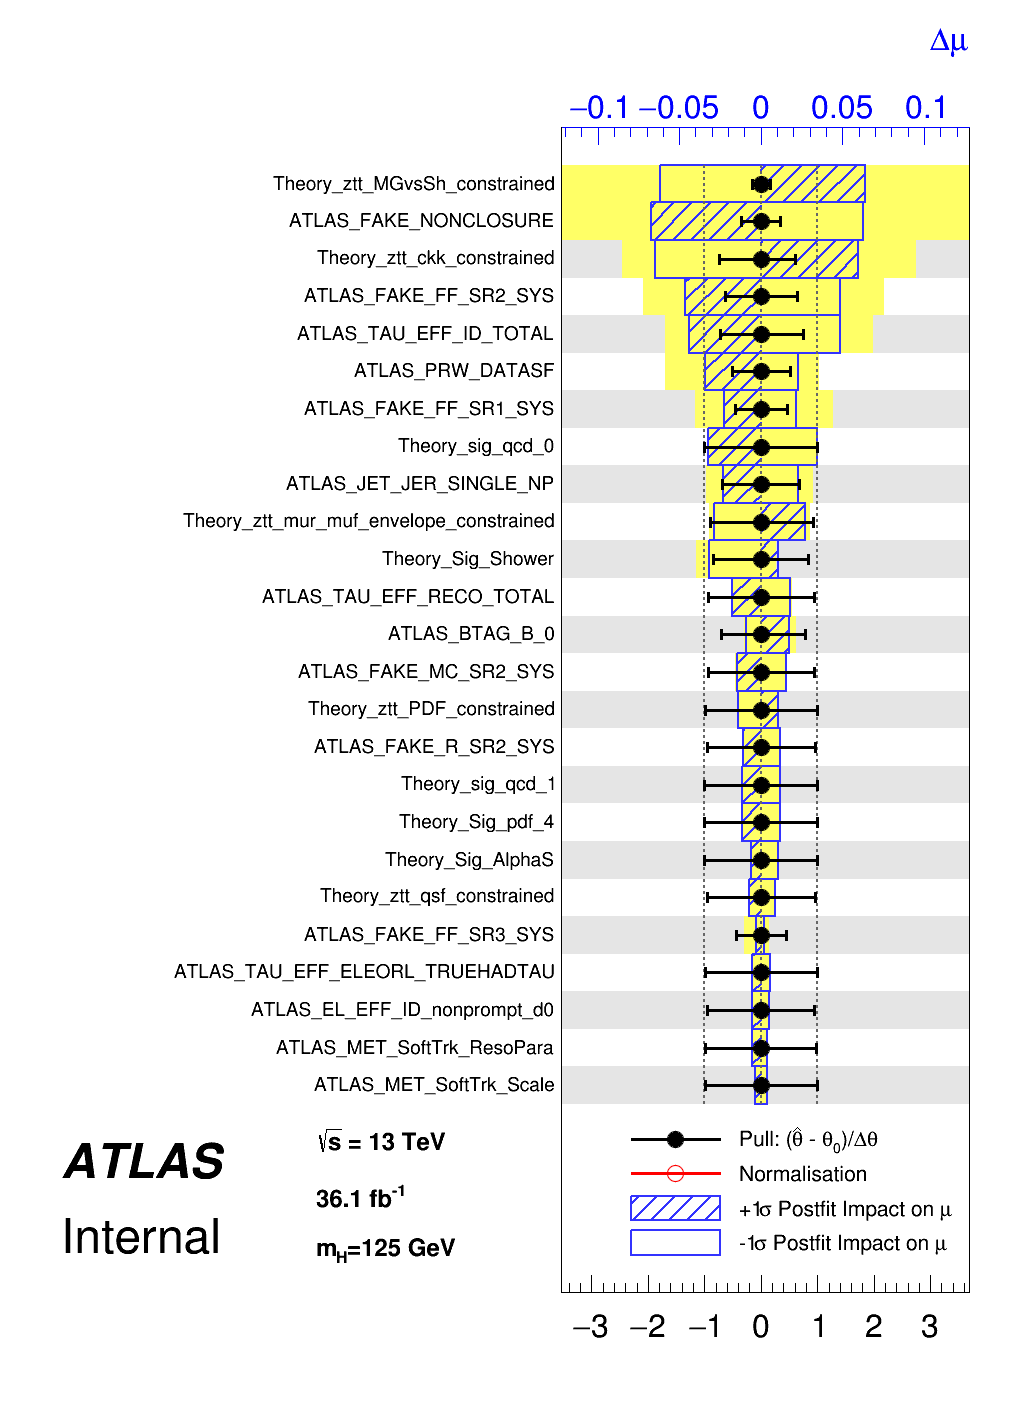 Δμ
−0.1 −0.05 0 0.05 0.1
Theory_ztt_MGvsSh_constrained
ATLAS_FAKE_NONCLOSURE
Theory_ztt_ckk_constrained
ATLAS_FAKE_FF_SR2_SYS
ATLAS_TAU_EFF_ID_TOTAL
ATLAS_PRW_DATASF
ATLAS_FAKE_FF_SR1_SYS
Theory_sig_qcd_0
ATLAS_JET_JER_SINGLE_NP
Theory_ztt_mur_muf_envelope_constrained
Theory_Sig_Shower
ATLAS_TAU_EFF_RECO_TOTAL
ATLAS_BTAG_B_0
ATLAS_FAKE_MC_SR2_SYS
Theory_ztt_PDF_constrained
ATLAS_FAKE_R_SR2_SYS
Theory_sig_qcd_1
Theory_Sig_pdf_4
Theory_Sig_AlphaS
Theory_ztt_qsf_constrained
ATLAS_FAKE_FF_SR3_SYS
ATLAS_TAU_EFF_ELEORL_TRUEHADTAU
ATLAS_EL_EFF_ID_nonprompt_d0
ATLAS_MET_SoftTrk_ResoPara
ATLAS_MET_SoftTrk_Scale
ATLAS
Internal
√s = 13 TeV
36.1 fb⁻¹
m_H=125 GeV
Pull: (θ̂ - θ₀)/Δθ
Normalisation
+1σ Postfit Impact on μ
-1σ Postfit Impact on μ
−3 −2 −1 0 1 2 3